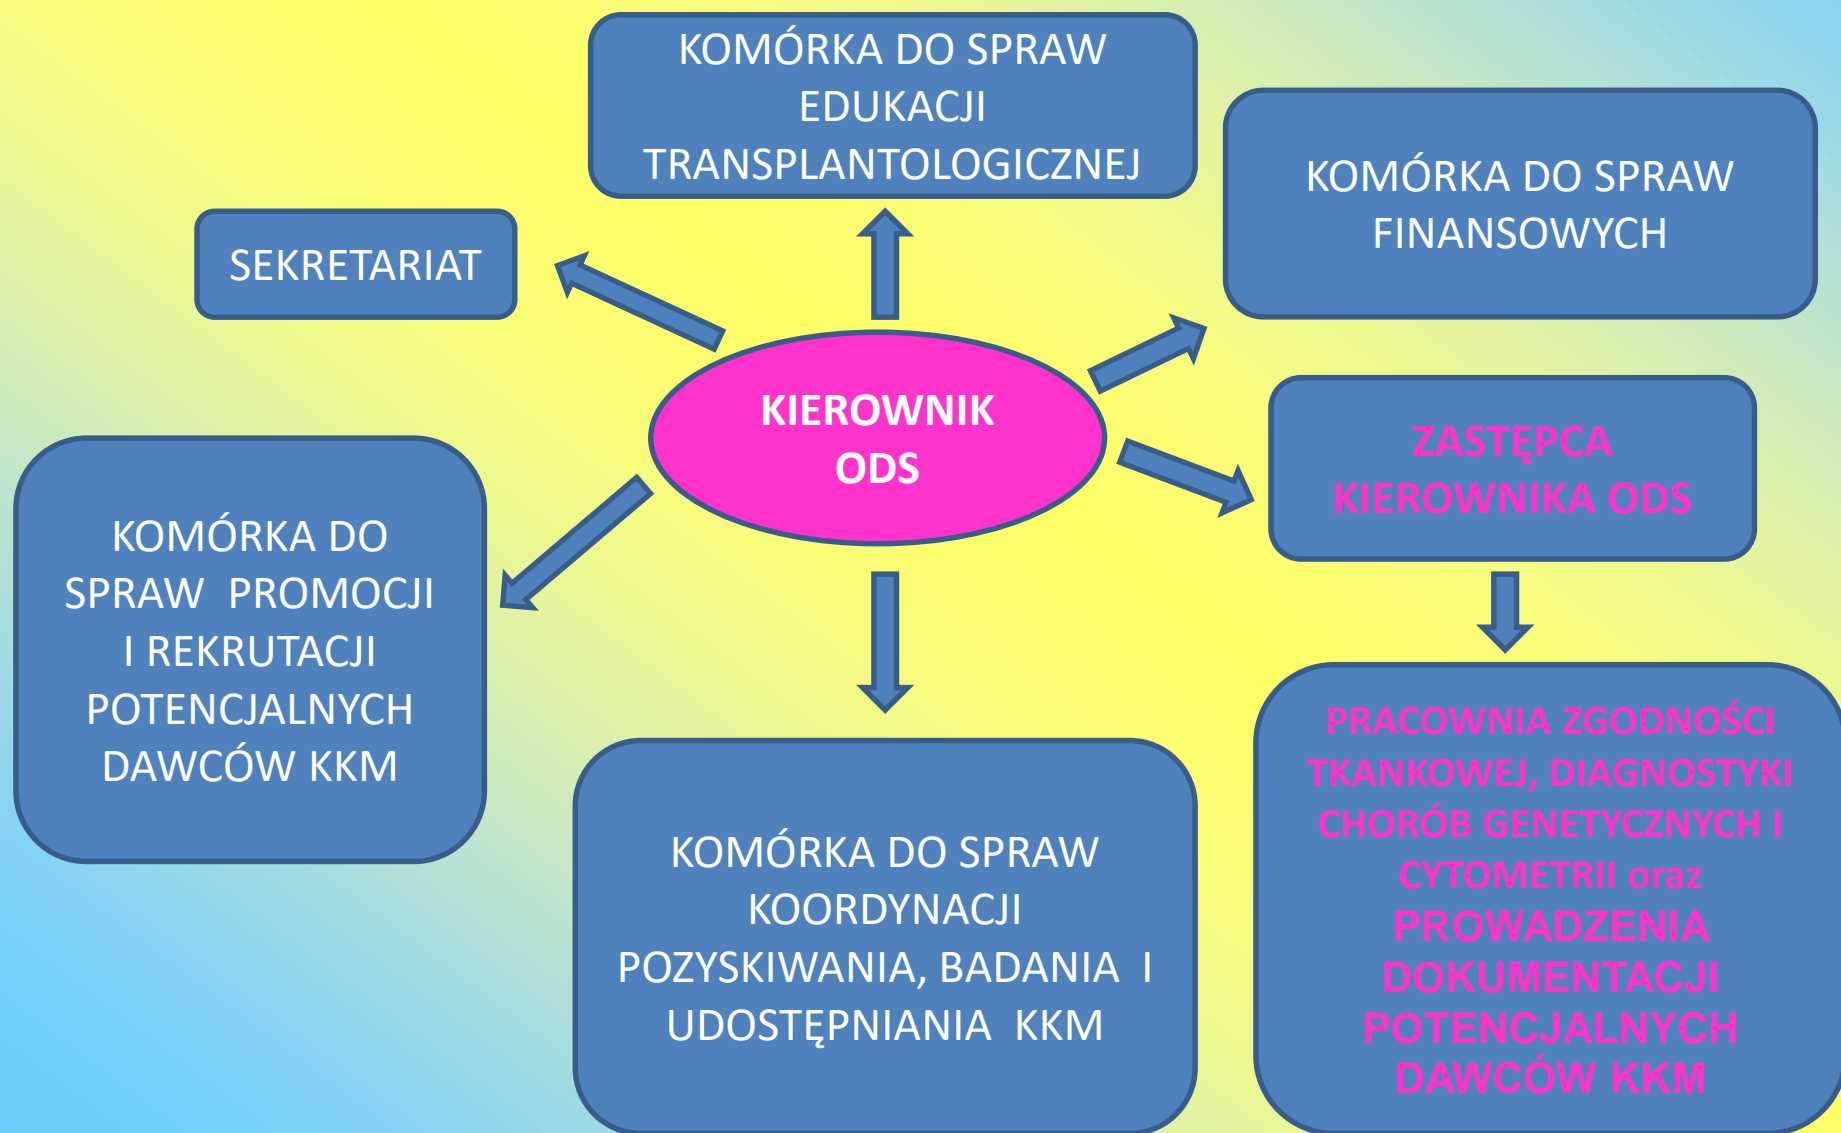 KOMÓRKA DO SPRAW
EDUKACJI
TRANSPLANTOLOGICZNEJ
KOMÓRKA DO SPRAW
FINANSOWYCH
SEKRETARIAT
KIEROWNIK
ODS
ZASTĘPCA
KIEROWNIKA ODS
KOMÓRKA DO
SPRAW PROMOCJI
I REKRUTACJI
POTENCJALNYCH
DAWCÓW KKM
KOMÓRKA DO SPRAW
KOORDYNACJI
POZYSKIWANIA, BADANIA I
UDOSTĘPNIANIA KKM
PRACOWNIA ZGODNOŚCI
TKANKOWEJ, DIAGNOSTYKI
CHORÓB GENETYCZNYCH I
CYTOMETRII oraz
PROWADZENIA
DOKUMENTACJI
POTENCJALNYCH
DAWCÓW KKM